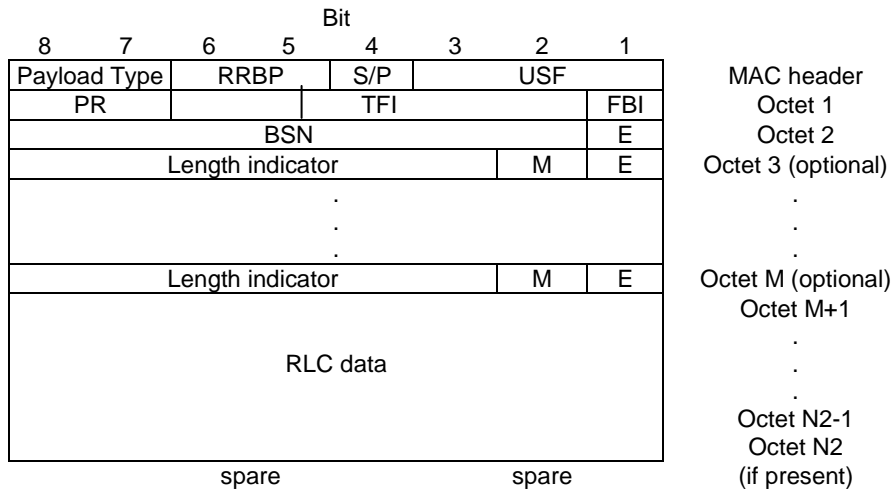 Bit
8 7 6 5 4 3 2 1
Payload Type RRBP S/P USF MAC header
PR TFI FBI Octet 1
BSN E Octet 2
Length indicator M E Octet 3 (optional)
. .
. .
. .
Length indicator M E Octet M (optional)
Octet M+1
.
RLC data .
.
Octet N2-1
Octet N2
spare spare (if present)